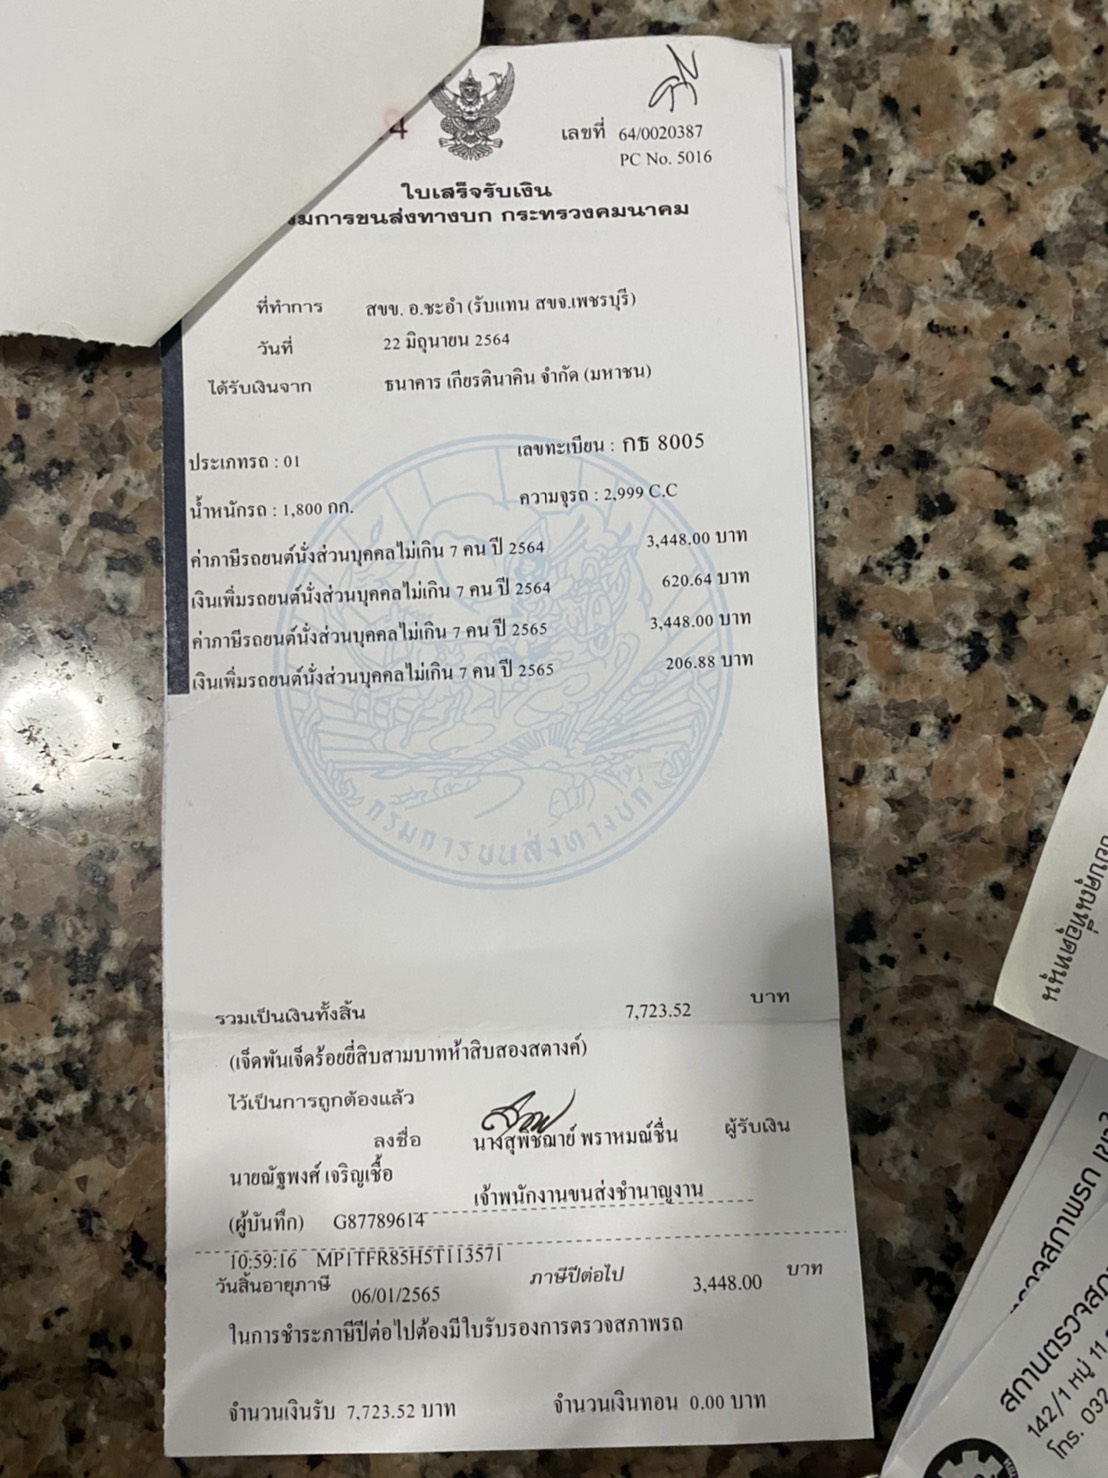 4
เลขที่ 64/0020387
PC No. 5016
ใบเสร็จรับเงิน
มการขนส่งทางบก กระทรวงคมนาคม
ที่ทำการ สขข. อ.ชะอำ (รับแทน สขจ.เพชรบุรี)
วันที่ 22 มิถุนายน 2564
ได้รับเงินจาก ธนาคาร เกียรตินาคิน จำกัด (มหาชน)
ประเภทรถ : 01 เลขทะเบียน : กธ 8005
น้ำหนักรถ : 1,800 กก. ความจุรถ : 2,999 C.C
ค่าภาษีรถยนต์นั่งส่วนบุคคลไม่เกิน 7 คน ปี 2564 3,448.00 บาท
เงินเพิ่มรถยนต์นั่งส่วนบุคคลไม่เกิน 7 คน ปี 2564 620.64 บาท
ค่าภาษีรถยนต์นั่งส่วนบุคคลไม่เกิน 7 คน ปี 2565 3,448.00 บาท
เงินเพิ่มรถยนต์นั่งส่วนบุคคลไม่เกิน 7 คน ปี 2565 206.88 บาท
กรมการขนส่งทางบก
รวมเป็นเงินทั้งสิ้น 7,723.52 บาท
(เจ็ดพันเจ็ดร้อยยี่สิบสามบาทห้าสิบสองสตางค์)
ไว้เป็นการถูกต้องแล้ว
ลงชื่อ นางสุพิชฌาย์ พราหมณ์ชื่น ผู้รับเงิน
นายณัฐพงศ์ เจริญเชื้อ
เจ้าพนักงานขนส่งชำนาญงาน
(ผู้บันทึก) G87789614
10:59:16 MP1TFR85H5T113571
วันสิ้นอายุภาษี 06/01/2565 ภาษีปีต่อไป 3,448.00 บาท
ในการชำระภาษีปีต่อไปต้องมีใบรับรองการตรวจสภาพรถ
จำนวนเงินรับ 7,723.52 บาท จำนวนเงินทอน 0.00 บาท
ขอบคุณที่อุดหนุน
สถานตรวจสภ
142/1 หมู่ 11
โทร. 032